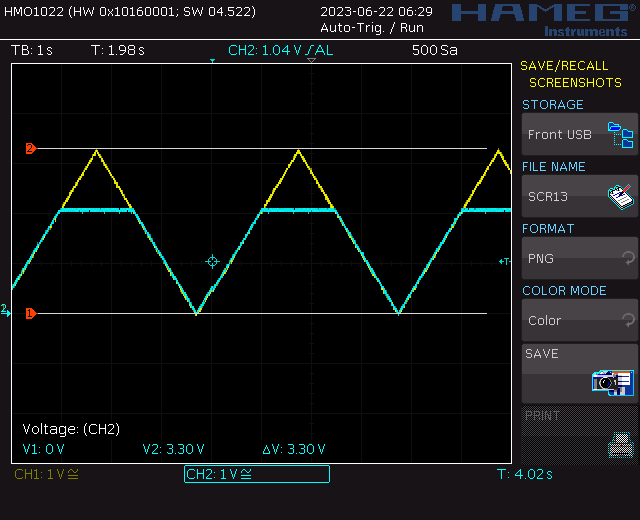 HMO1022 (HW 0x10160001; SW 04.522)
2023-06-22 06:29
Auto-Trig. / Run
HAMEG®
Instruments
TB: 1 s
T: 1.98 s
CH2: 1.04 V ∫AL
500 Sa
SAVE/RECALL
SCREENSHOTS
STORAGE
Front USB
FILE NAME
SCR13
FORMAT
PNG
COLOR MODE
Color
SAVE
PRINT
2
2
1
T
Voltage: (CH2)
V1: 0 V
V2: 3.30 V
ΔV: 3.30 V
CH1: 1 V ≅
CH2: 1 V ≅
T: 4.02 s